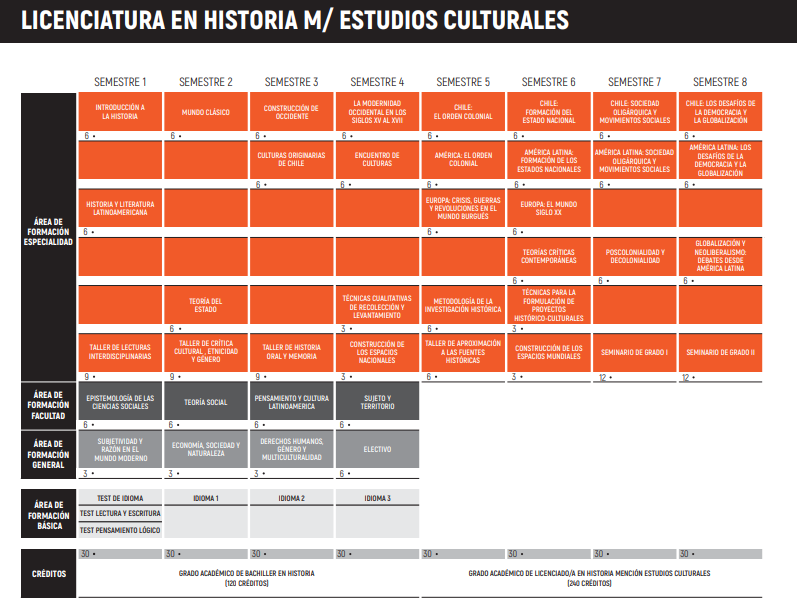 LICENCIATURA EN HISTORIA M/ ESTUDIOS CULTURALES
SEMESTRE 1 SEMESTRE 2 SEMESTRE 3 SEMESTRE 4 SEMESTRE 5 SEMESTRE 6 SEMESTRE 7 SEMESTRE 8
ÁREA DE
FORMACIÓN
ESPECIALIDAD
INTRODUCCIÓN A
LA HISTORIA
MUNDO CLÁSICO
CONSTRUCCIÓN DE
OCCIDENTE
LA MODERNIDAD
OCCIDENTAL EN LOS
SIGLOS XV AL XVII
CHILE:
EL ORDEN COLONIAL
CHILE:
FORMACIÓN DEL
ESTADO NACIONAL
CHILE: SOCIEDAD
OLIGÁRQUICA Y
MOVIMIENTOS SOCIALES
CHILE: LOS DESAFÍOS DE
LA DEMOCRACIA Y
LA GLOBALIZACIÓN
6 • 6 • 6 • 6 • 6 • 6 • 6 • 6 •
CULTURAS ORIGINARIAS
DE CHILE
ENCUENTRO DE
CULTURAS
AMÉRICA: EL ORDEN
COLONIAL
AMÉRICA LATINA:
FORMACIÓN DE LOS
ESTADOS NACIONALES
AMÉRICA LATINA: SOCIEDAD
OLIGÁRQUICA Y
MOVIMIENTOS SOCIALES
AMÉRICA LATINA: LOS
DESAFÍOS DE LA
DEMOCRACIA Y LA
GLOBALIZACIÓN
6 • 6 • 6 • 6 • 6 • 6 •
HISTORIA Y LITERATURA
LATINOAMERICANA
EUROPA: CRISIS, GUERRAS
Y REVOLUCIONES EN EL
MUNDO BURGUÉS
EUROPA: EL MUNDO
SIGLO XX
6 • 6 • 6 •
TEORÍAS CRÍTICAS
CONTEMPORÁNEAS
POSCOLONIALIDAD Y
DECOLONIALIDAD
GLOBALIZACIÓN Y
NEOLIBERALISMO:
DEBATES DESDE
AMÉRICA LATINA
6 • 6 • 6 •
TEORÍA DEL
ESTADO
TÉCNICAS CUALITATIVAS
DE RECOLECCIÓN Y
LEVANTAMIENTO
METODOLOGÍA DE LA
INVESTIGACIÓN HISTÓRICA
TÉCNICAS PARA LA
FORMULACIÓN DE
PROYECTOS
HISTÓRICO-CULTURALES
6 • 3 • 6 • 3 •
TALLER DE LECTURAS
INTERDISCIPLINARIAS
TALLER DE CRÍTICA
CULTURAL , ETNICIDAD
Y GÉNERO
TALLER DE HISTORIA
ORAL Y MEMORIA
CONSTRUCCIÓN DE
LOS ESPACIOS
NACIONALES
TALLER DE APROXIMACIÓN
A LAS FUENTES
HISTÓRICAS
CONSTRUCCIÓN DE LOS
ESPACIOS MUNDIALES
SEMINARIO DE GRADO I
SEMINARIO DE GRADO II
9 • 9 • 9 • 3 • 6 • 3 • 12 • 12 •
ÁREA DE
FORMACIÓN
FACULTAD
EPISTEMOLOGÍA DE LAS
CIENCIAS SOCIALES
TEORÍA SOCIAL
PENSAMIENTO Y CULTURA
LATINOAMERICA
SUJETO Y
TERRITORIO
6 • 6 • 6 • 6 •
ÁREA DE
FORMACIÓN
GENERAL
SUBJETIVIDAD Y
RAZÓN EN EL
MUNDO MODERNO
ECONOMÍA, SOCIEDAD Y
NATURALEZA
DERECHOS HUMANOS,
GÉNERO Y
MULTICULTURALIDAD
ELECTIVO
3 • 3 • 3 • 6 •
ÁREA DE
FORMACIÓN
BÁSICA
TEST DE IDIOMA IDIOMA 1 IDIOMA 2 IDIOMA 3
TEST LECTURA Y ESCRITURA
TEST PENSAMIENTO LÓGICO
CRÉDITOS
30 • 30 • 30 • 30 • 30 • 30 • 30 • 30 •
GRADO ACADÉMICO DE BACHILLER EN HISTORIA
(120 CRÉDITOS)
GRADO ACADÉMICO DE LICENCIADO/A EN HISTORIA MENCIÓN ESTUDIOS CULTURALES
(240 CRÉDITOS)